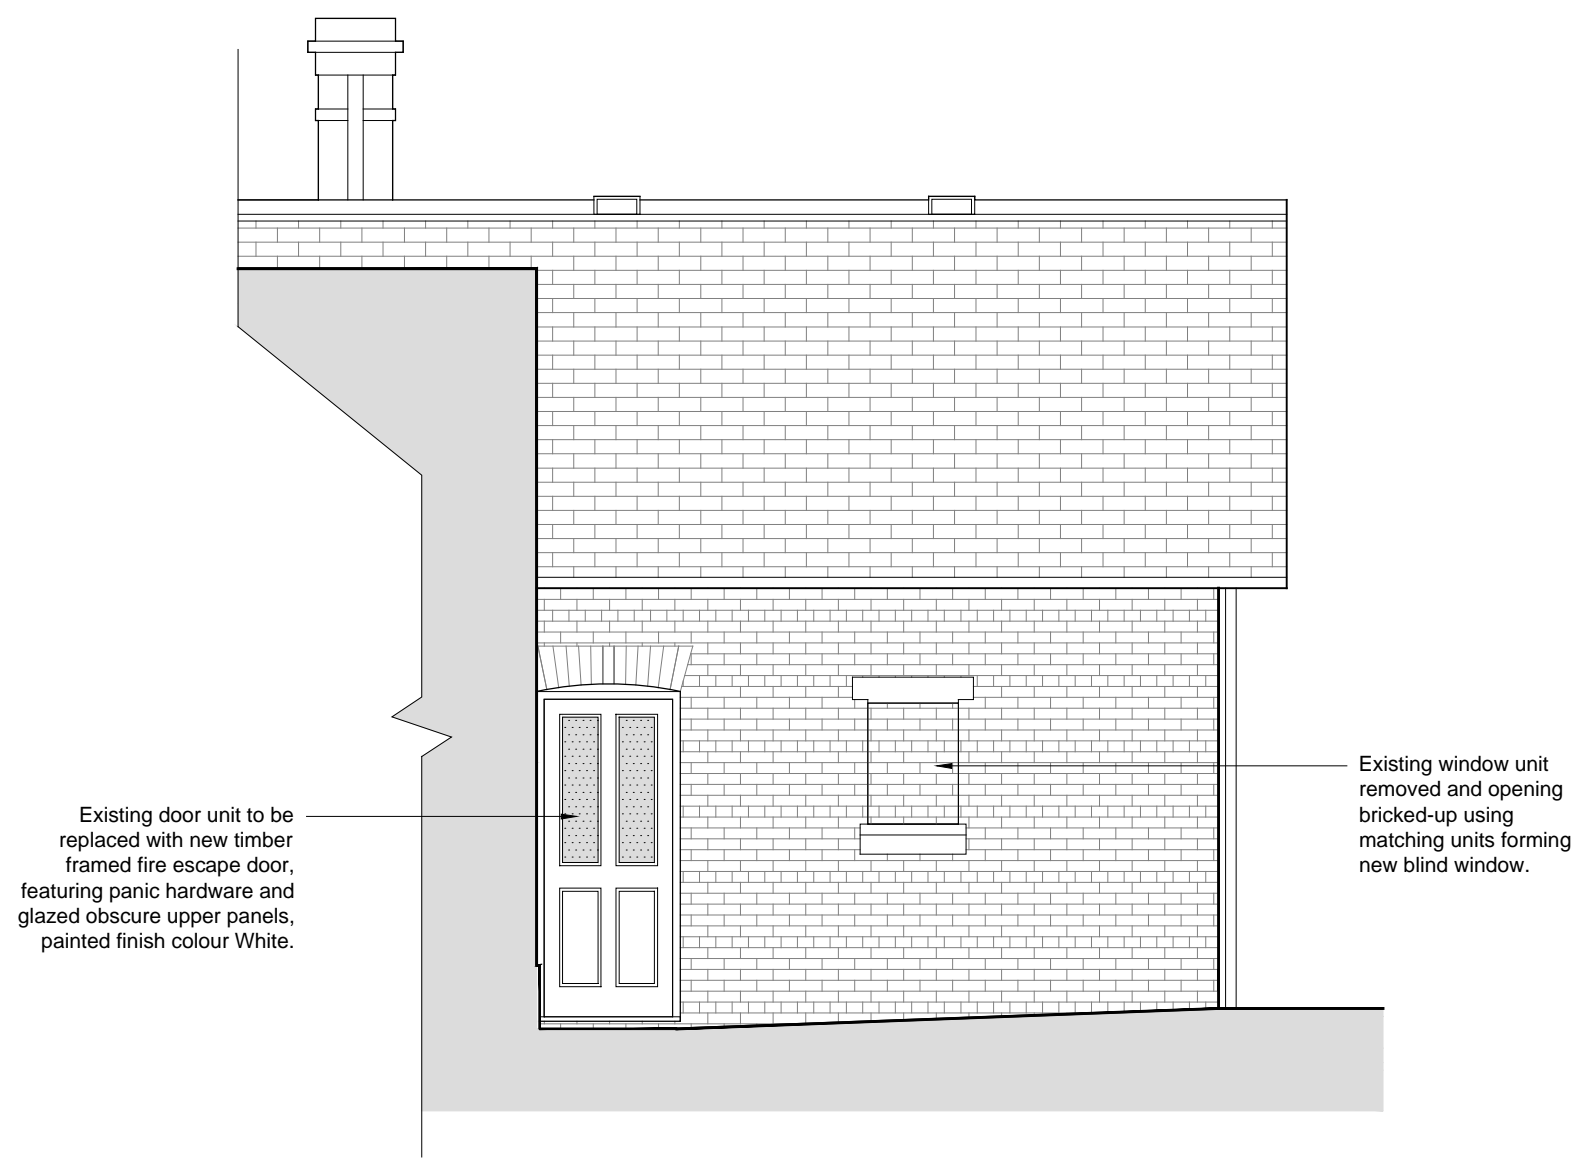 Existing door unit to be
replaced with new timber
framed fire escape door,
featuring panic hardware and
glazed obscure upper panels,
painted finish colour White.
Existing window unit
removed and opening
bricked-up using
matching units forming
new blind window.